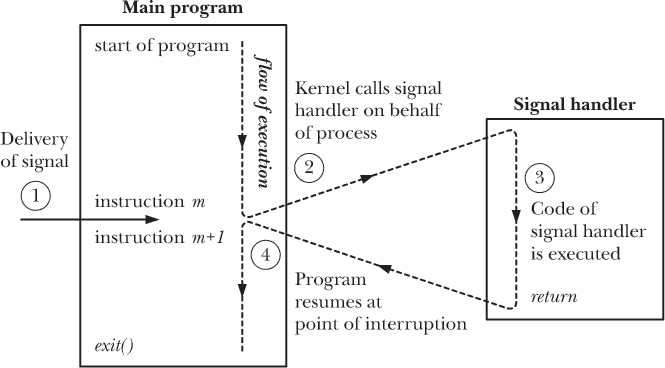 Main program
start of program
flow of execution
Kernel calls signal
handler on behalf
of process
Signal handler
Delivery
of signal
1
2
3
instruction m
instruction m+1
Code of
signal handler
is executed
4
Program
resumes at
point of interruption
return
exit()